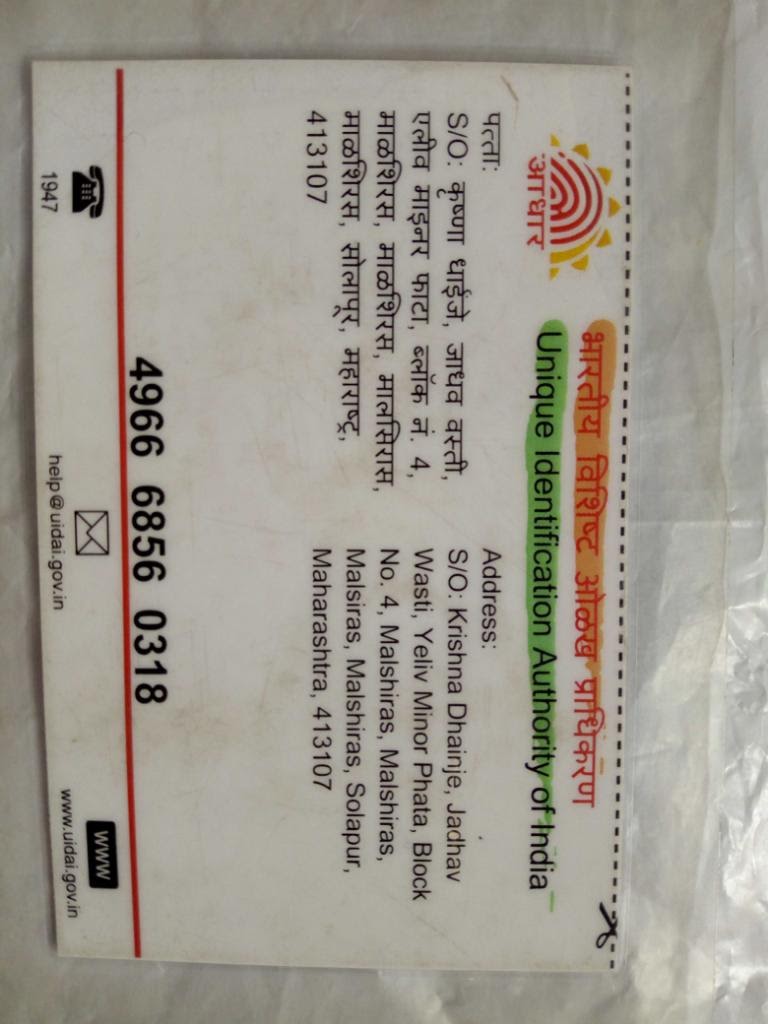 भारतीय विशिष्ट ओळख प्राधिकरण
Unique Identification Authority of India
आधार
पत्ता:
S/O: कृष्णा धाईंजे, जाधव वस्ती,
एलीव माइनर फाटा, ब्लॉक नं. 4,
माळशिरस, माळशिरस, मालसिरास,
माळशिरस, सोलापूर, महाराष्ट्र,
413107
Address:
S/O: Krishna Dhainje, Jadhav
Wasti, Yeliv Minor Phata, Block
No. 4, Malshiras, Malshiras,
Malsiras, Malshiras, Solapur,
Maharashtra, 413107
4966 6856 0318
1947
help@uidai.gov.in
www
www.uidai.gov.in